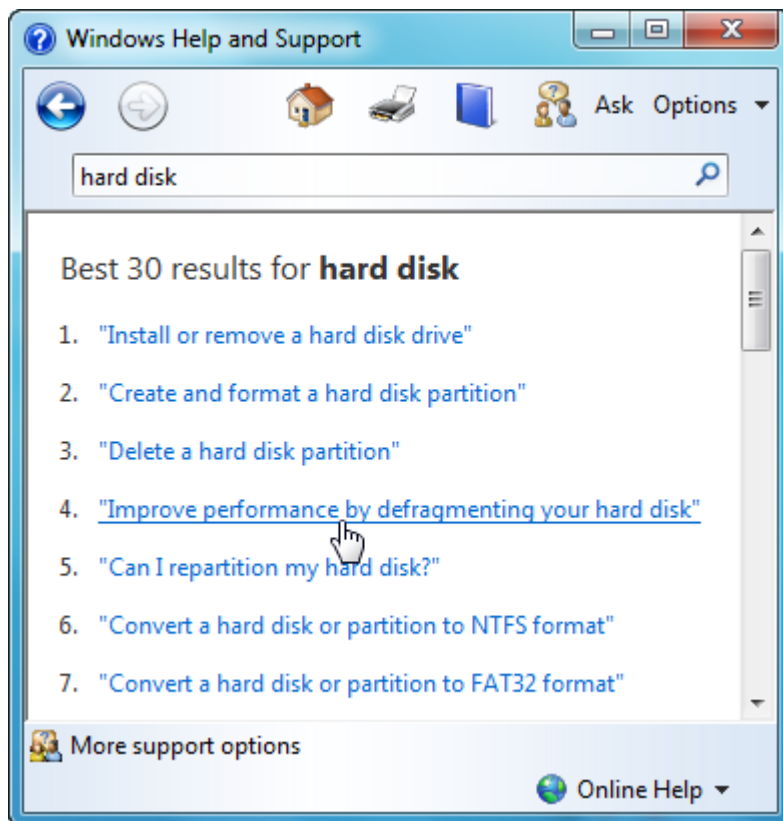 Windows Help and Support
Ask Options
hard disk
Best 30 results for hard disk
1. "Install or remove a hard disk drive"
2. "Create and format a hard disk partition"
3. "Delete a hard disk partition"
4. "Improve performance by defragmenting your hard disk"
5. "Can I repartition my hard disk?"
6. "Convert a hard disk or partition to NTFS format"
7. "Convert a hard disk or partition to FAT32 format"
More support options
Online Help